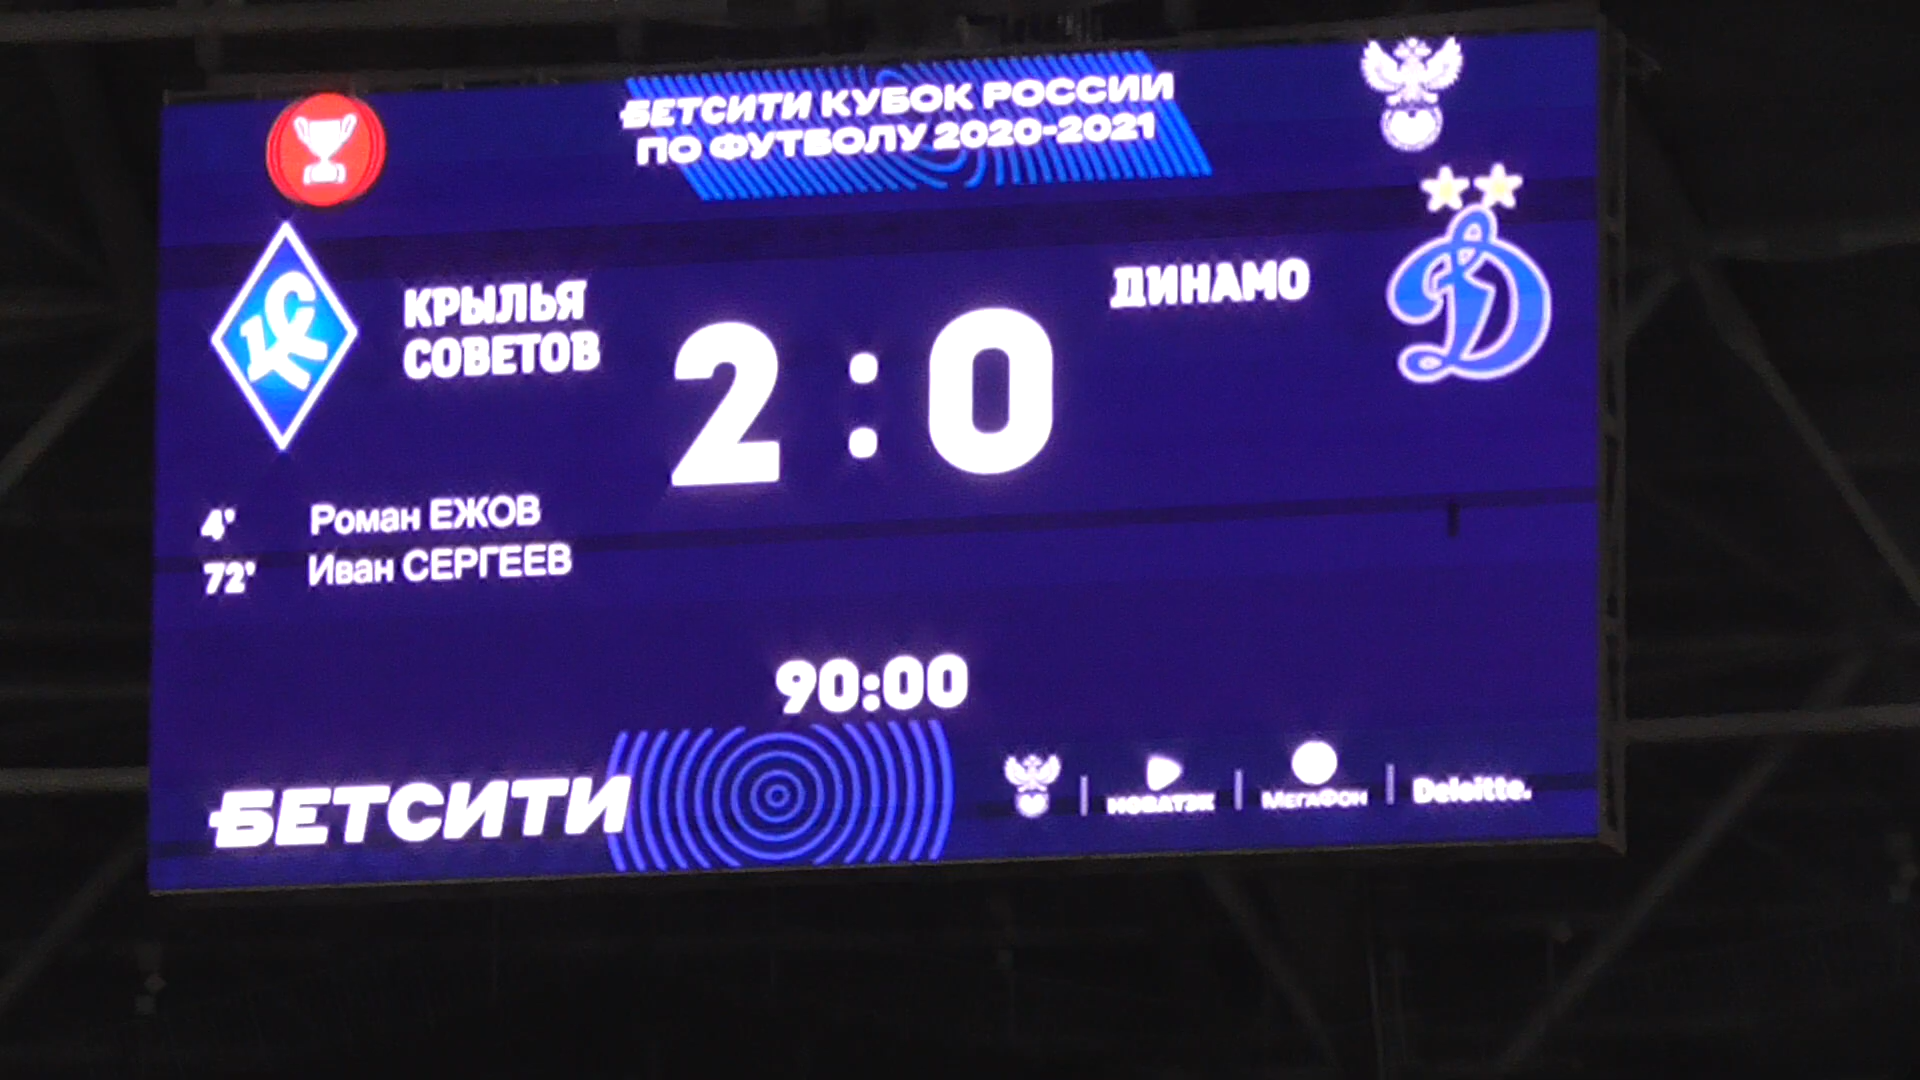 БЕТСИТИ КУБОК РОССИИ
ПО ФУТБОЛУ 2020-2021
КРЫЛЬЯ
СОВЕТОВ
2:0
ДИНАМО
4' Роман ЕЖОВ
72' Иван СЕРГЕЕВ
90:00
БЕТСИТИ
НОВАТЭК
МЕГАФОН
Deloitte.